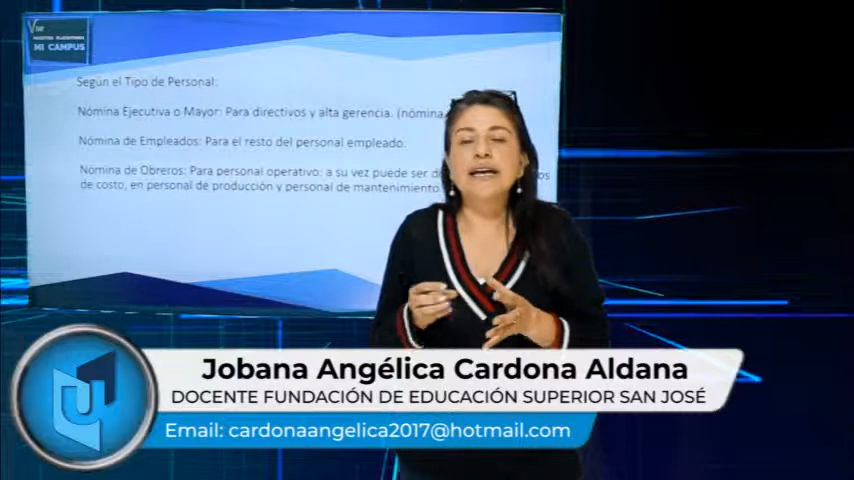 Vive
NUESTRA PLATAFORMA
MI CAMPUS
Según el Tipo de Personal:
Nómina Ejecutiva o Mayor: Para directivos y alta gerencia. (nómina
Nómina de Empleados: Para el resto del personal empleado.
Nómina de Obreros: Para personal operativo: a su vez puede ser
de costo, en personal de producción y personal de mantenimiento
Jobana Angélica Cardona Aldana
DOCENTE FUNDACIÓN DE EDUCACIÓN SUPERIOR SAN JOSÉ
Email: cardonaangelica2017@hotmail.com